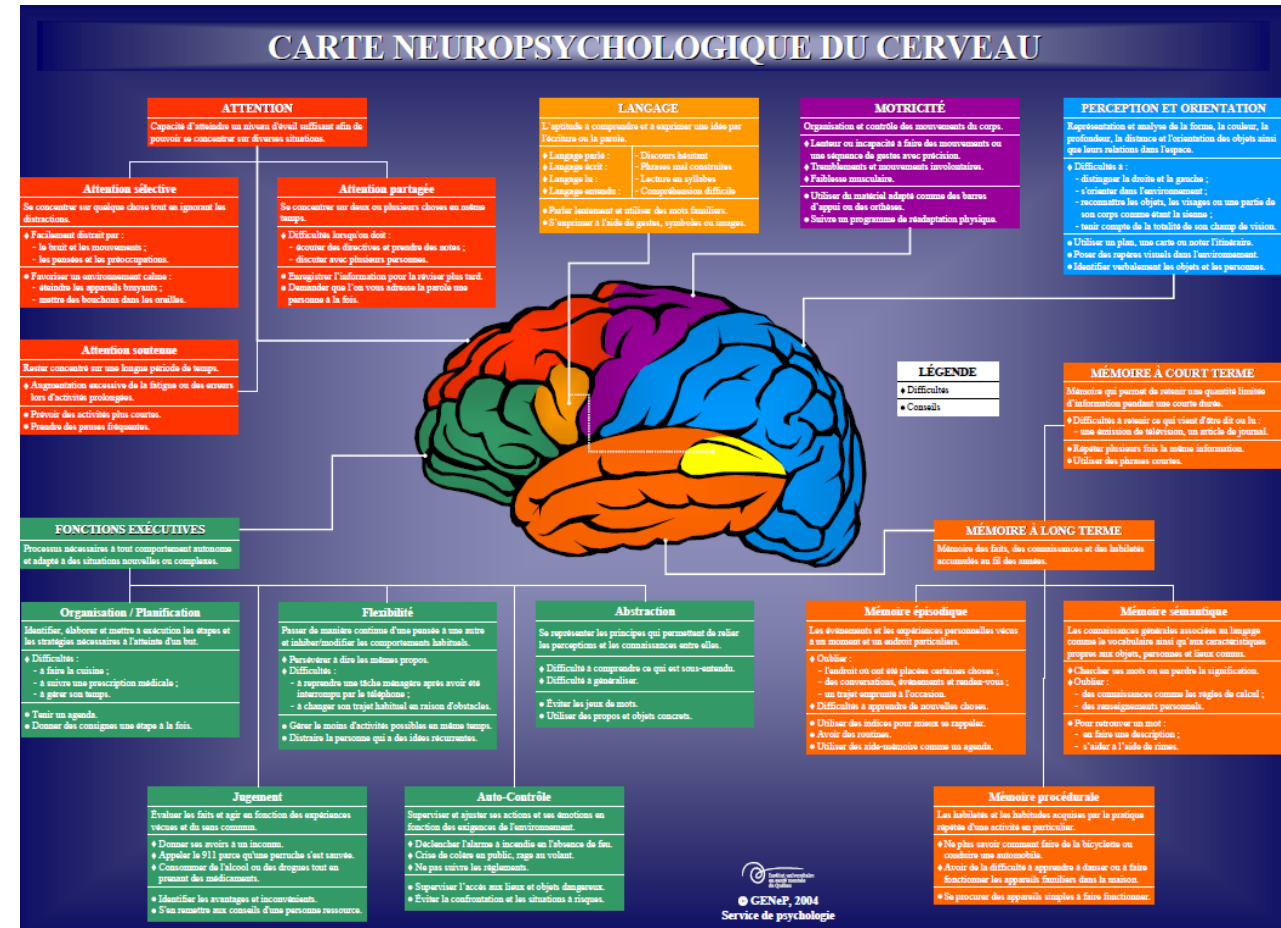 CARTE NEUROPSYCHOLOGIQUE DU CERVEAU
ATTENTION
Capacité d'atteindre un niveau d'éveil suffisant afin de
pouvoir se concentrer sur diverses situations.
Attention sélective
Se concentrer sur quelque chose tout en ignorant les
distractions.
♦ Facilement distrait par :
- le bruit et les mouvements ;
- les pensées et les préoccupations.
● Favoriser un environnement calme :
- éteindre les appareils bruyants ;
- mettre des bouchons dans les oreilles.
Attention partagée
Se concentrer sur deux ou plusieurs choses en même
temps.
♦ Difficultés lorsqu'on doit :
- écouter des directives et prendre des notes ;
- discuter avec plusieurs personnes.
● Enregistrer l'information pour la réviser plus tard.
● Demander que l'on vous adresse la parole une
personne à la fois.
Attention soutenue
Rester concentré sur une longue période de temps.
♦ Augmentation excessive de la fatigue ou des erreurs
lors d'activités prolongées.
● Prévoir des activités plus courtes.
● Prendre des pauses fréquentes.
LANGAGE
L'aptitude à comprendre et à exprimer une idée par
l'écriture ou la parole.
♦ Langage parlé : - Discours hésitant
♦ Langage écrit : - Phrases mal construites
♦ Langage lu : - Lecture en syllabes
♦ Langage entendu : - Compréhension difficile
● Parler lentement et utiliser des mots familiers.
● S'exprimer à l'aide de gestes, symboles ou images.
MOTRICITÉ
Organisation et contrôle des mouvements du corps.
♦ Lenteur ou incapacité à faire des mouvements ou
une séquence de gestes avec précision.
♦ Tremblements et mouvements involontaires.
♦ Faiblesse musculaire.
● Utiliser du matériel adapté comme des barres
d'appui ou des orthèses.
● Suivre un programme de réadaptation physique.
PERCEPTION ET ORIENTATION
Représentation et analyse de la forme, la couleur, la
profondeur, la distance et l'orientation des objets ainsi
que leurs relations dans l'espace.
♦ Difficultés à :
- distinguer la droite et la gauche ;
- s'orienter dans l'environnement ;
- reconnaître les objets, les visages ou une partie de
son corps comme étant la sienne ;
- tenir compte de la totalité de son champ de vision.
● Utiliser un plan, une carte ou noter l'itinéraire.
● Poser des repères visuels dans l'environnement.
● Identifier verbalement les objets et les personnes.
LÉGENDE
♦ Difficultés
● Conseils
MÉMOIRE À COURT TERME
Mémoire qui permet de retenir une quantité limitée
d'information pendant une courte durée.
♦ Difficultés à retenir ce qui vient d'être dit ou lu :
- une émission de télévision, un article de journal.
● Répéter plusieurs fois la même information.
● Utiliser des phrases courtes.
FONCTIONS EXÉCUTIVES
Processus nécessaires à tout comportement autonome
et adapté à des situations nouvelles ou complexes.
MÉMOIRE À LONG TERME
Mémoire des faits, des connaissances et des habiletés
accumulés au fil des années.
Organisation / Planification
Identifier, élaborer et mettre à exécution les étapes et
les stratégies nécessaires à l'atteinte d'un but.
♦ Difficultés :
- à faire la cuisine ;
- à suivre une prescription médicale ;
- à gérer son temps.
● Tenir un agenda.
● Donner des consignes une étape à la fois.
Flexibilité
Passer de manière continue d'une pensée à une autre
et inhiber/modifier les comportements habituels.
♦ Persévérer à dire les mêmes propos.
♦ Difficultés :
- à reprendre une tâche ménagère après avoir été
interrompu par le téléphone ;
- à changer son trajet habituel en raison d'obstacles.
● Gérer le moins d'activités possibles en même temps.
● Distraire la personne qui a des idées récurrentes.
Abstraction
Se représenter les principes qui permettent de relier
les perceptions et les connaissances entre elles.
♦ Difficulté à comprendre ce qui est sous-entendu.
♦ Difficulté à généraliser.
● Éviter les jeux de mots.
● Utiliser des propos et objets concrets.
Mémoire épisodique
Les événements et les expériences personnelles vécus
à un moment et un endroit particuliers.
♦ Oublier :
- l'endroit où ont été placées certaines choses ;
- des conversations, événements et rendez-vous ;
- un trajet emprunté à l'occasion.
♦ Difficultés à apprendre de nouvelles choses.
● Utiliser des indices pour mieux se rappeler.
● Avoir des routines.
● Utiliser des aide-mémoire comme un agenda.
Mémoire sémantique
Les connaissances générales associées au langage
comme le vocabulaire ainsi qu'aux caractéristiques
propres aux objets, personnes et lieux connus.
♦ Chercher ses mots ou en perdre la signification.
♦ Oublier :
- des connaissances comme les règles de calcul ;
- des renseignements personnels.
● Pour retrouver un mot :
- en faire une description ;
- s'aider à l'aide de rimes.
Jugement
Évaluer les faits et agir en fonction des expériences
vécues et du sens commun.
♦ Donner ses avoirs à un inconnu.
♦ Appeler le 911 parce qu'une perruche s'est sauvée.
♦ Consommer de l'alcool ou des drogues tout en
prenant des médicaments.
● Identifier les avantages et inconvénients.
● S'en remettre aux conseils d'une personne ressource.
Auto-Contrôle
Superviser et ajuster ses actions et ses émotions en
fonction des exigences de l'environnement.
♦ Déclencher l'alarme à incendie en l'absence de feu.
♦ Crise de colère en public, rage au volant.
♦ Ne pas suivre les règlements.
● Superviser l'accès aux lieux et objets dangereux.
● Éviter la confrontation et les situations à risques.
Mémoire procédurale
Les habiletés et les habitudes acquises par la pratique
répétée d'une activité en particulier.
♦ Ne plus savoir comment faire de la bicyclette ou
conduire une automobile.
♦ Avoir de la difficulté à apprendre à danser ou à faire
fonctionner les appareils familiers dans la maison.
● Se procurer des appareils simples à faire fonctionner.
Institut universitaire
en santé mentale
de Québec
© GENeP, 2004
Service de psychologie